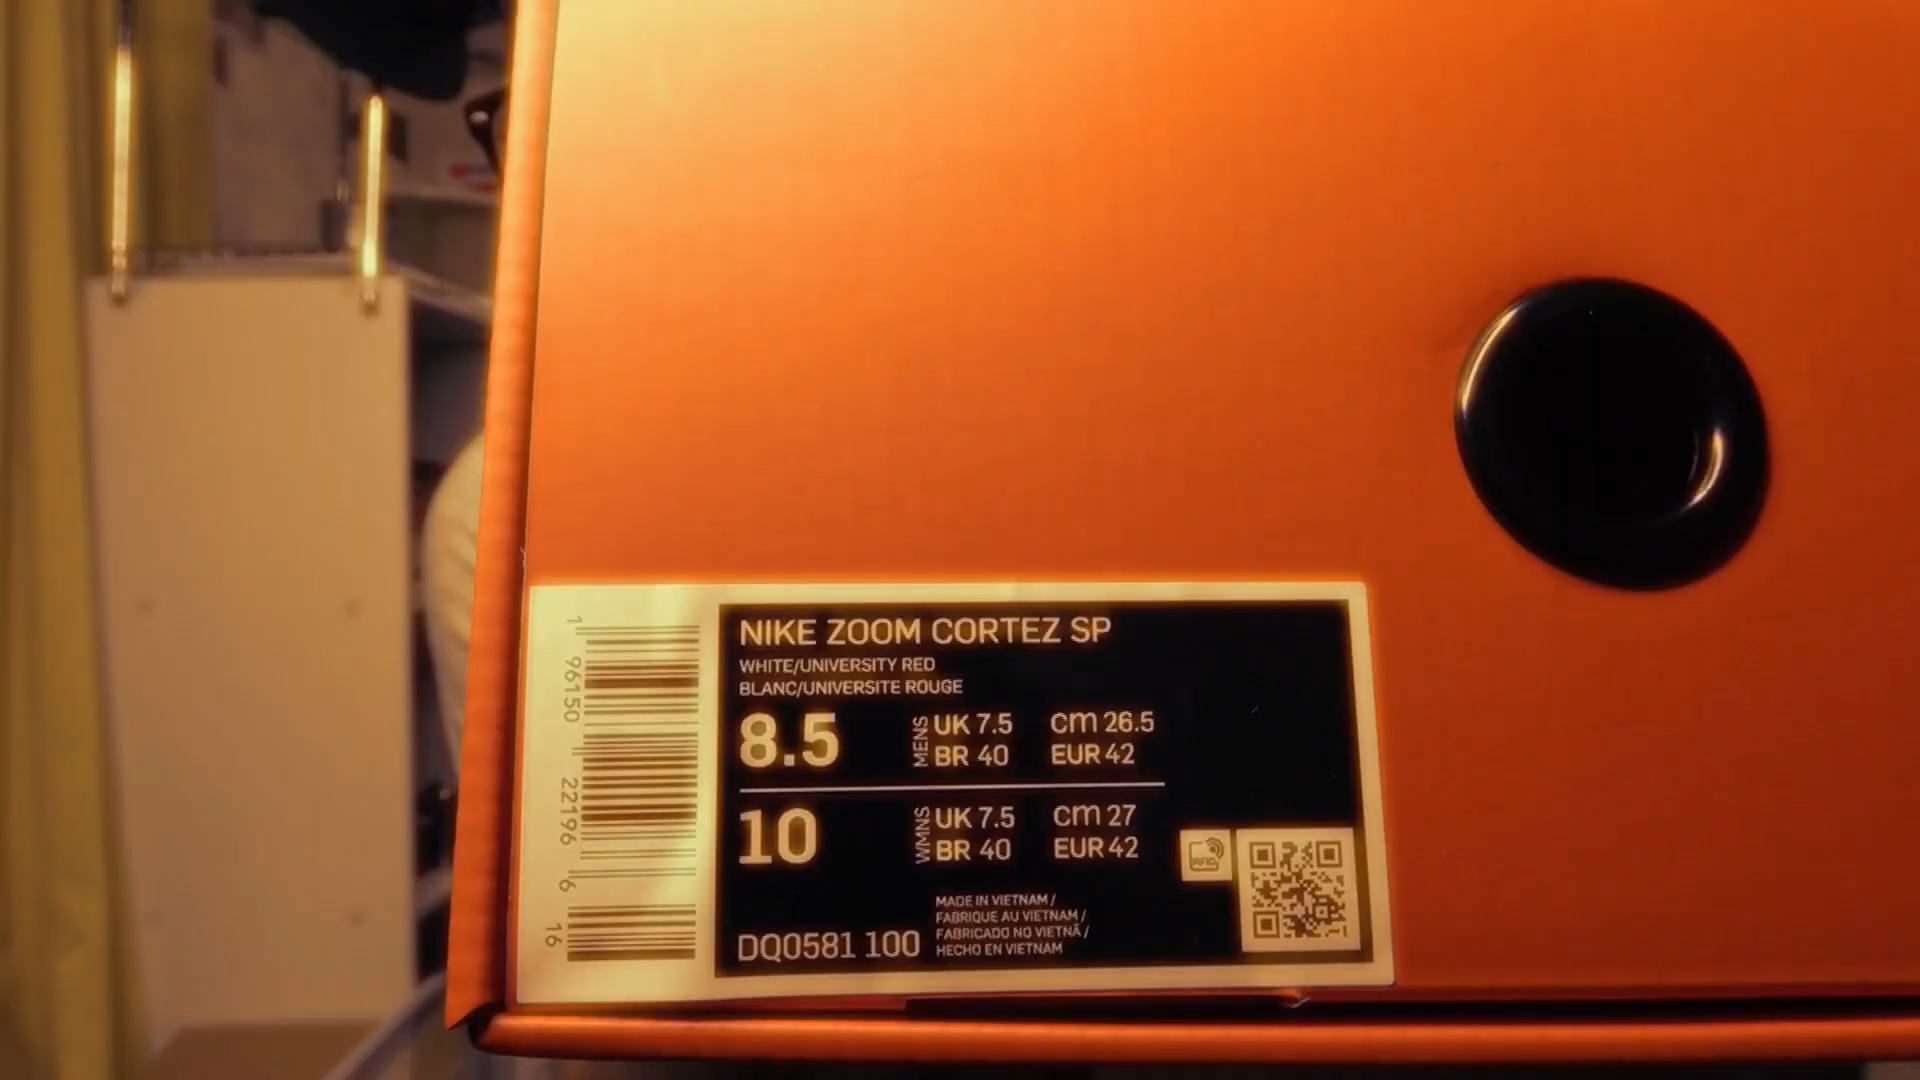 NIKE ZOOM CORTEZ SP
WHITE/UNIVERSITY RED
BLANC/UNIVERSITE ROUGE
8.5 MENS UK 7.5 cm 26.5
BR 40 EUR 42
10 WMNS UK 7.5 cm 27
BR 40 EUR 42
RFID
MADE IN VIETNAM /
FABRIQUE AU VIETNAM /
FABRICADO NO VIETNÃ /
HECHO EN VIETNAM
DQ0581 100
1 96150 22196 6 16